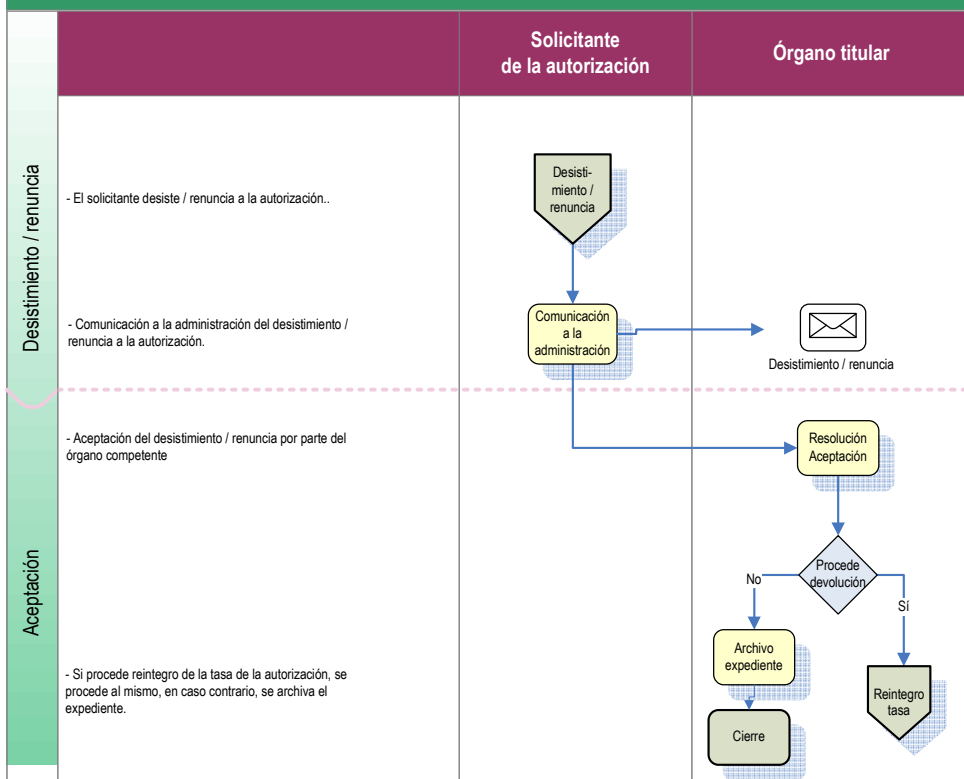 Solicitante
de la autorización
Órgano titular
Desistimiento / renuncia
- El solicitante desiste / renuncia a la autorización..
Desisti-
miento /
renuncia
- Comunicación a la administración del desistimiento /
renuncia a la autorización.
Comunicación
a la
administración
Desistimiento / renuncia
Aceptación
- Aceptación del desistimiento / renuncia por parte del
órgano competente
Resolución
Aceptación
Procede
devolución
No
Sí
- Si procede reintegro de la tasa de la autorización, se
procede al mismo, en caso contrario, se archiva el
expediente.
Archivo
expediente
Reintegro
tasa
Cierre